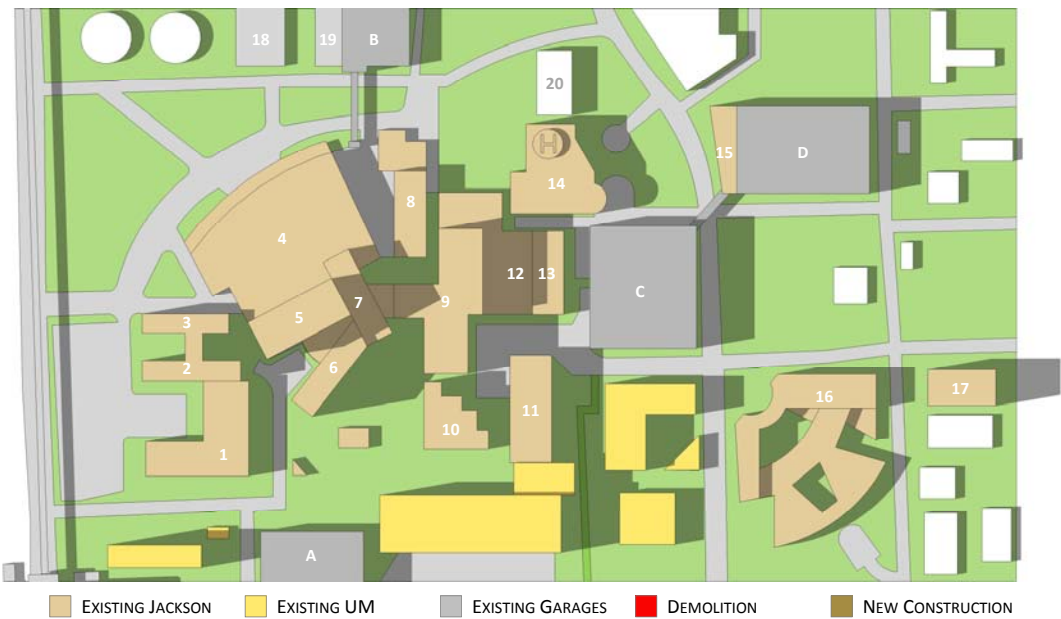 18 19 B
20
15 D
14
8
4
12 13
7 9 C
5
3
6
2
16 17
11
10
1
A
EXISTING JACKSON EXISTING UM EXISTING GARAGES DEMOLITION NEW CONSTRUCTION
H